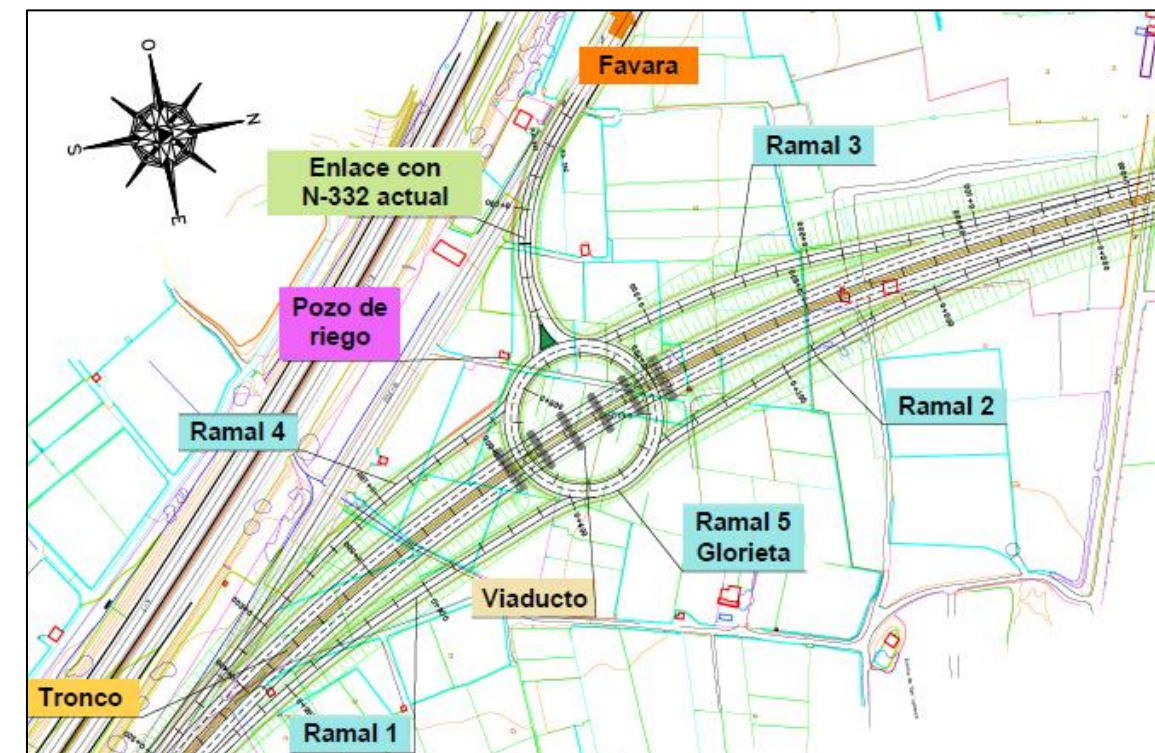 O
N
S
E
Favara
Enlace con
N-332 actual
Ramal 3
Pozo de
riego
Ramal 4
Ramal 2
Ramal 5
Glorieta
Viaducto
Tronco
Ramal 1